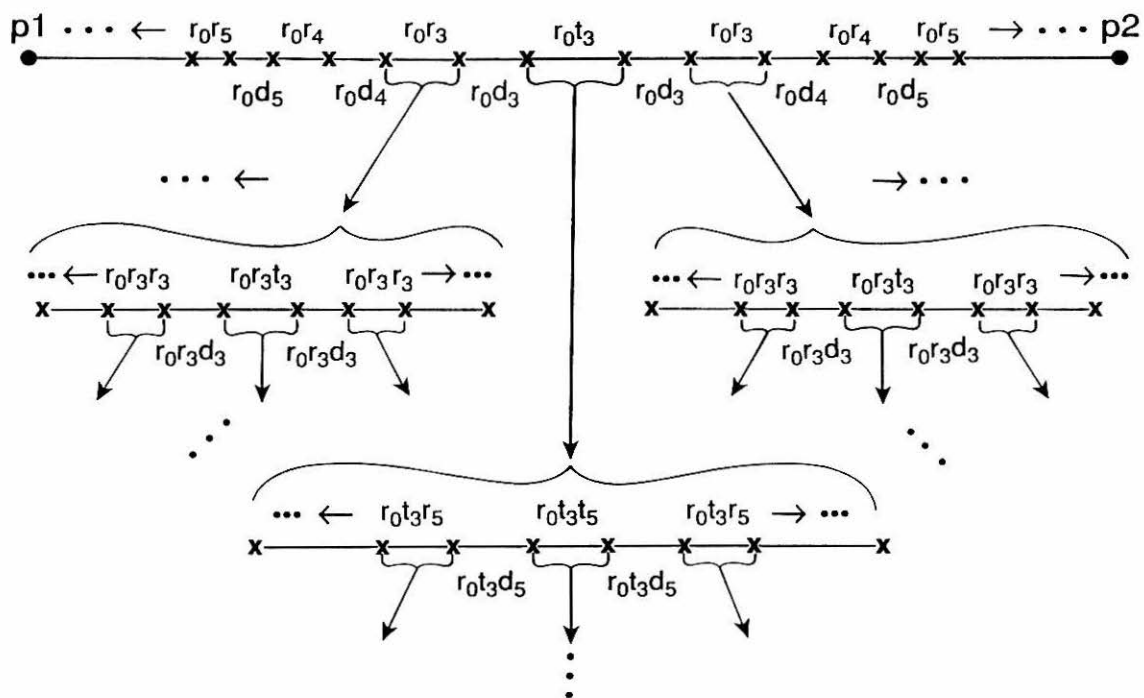 p1 ··· ← r₀r₅ r₀r₄ r₀r₃ r₀t₃ r₀r₃ r₀r₄ r₀r₅ → ··· p2
r₀d₅ r₀d₄ r₀d₃ r₀d₃ r₀d₄ r₀d₅
··· ← → ···
··· ← r₀r₃r₃ r₀r₃t₃ r₀r₃r₃ → ··· ··· ← r₀r₃r₃ r₀r₃t₃ r₀r₃r₃ → ···
r₀r₃d₃ r₀r₃d₃ r₀r₃d₃ r₀r₃d₃
··· ← r₀t₃r₅ r₀t₃t₅ r₀t₃r₅ → ···
r₀t₃d₅ r₀t₃d₅